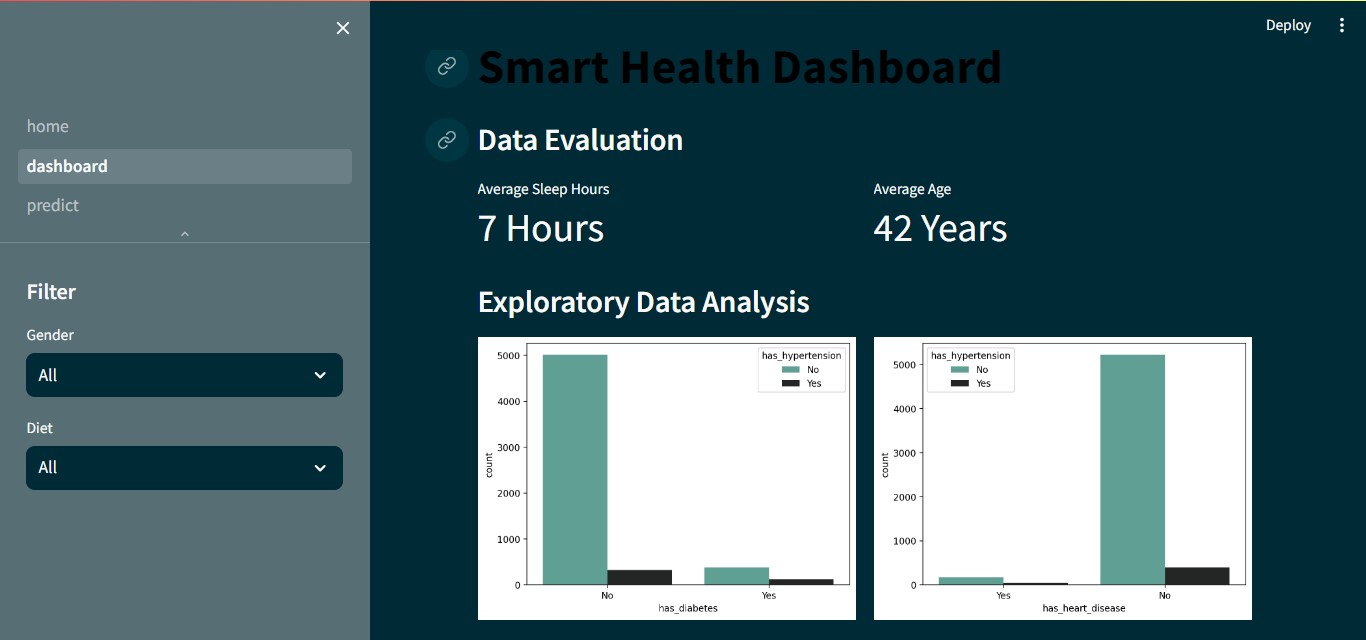 Deploy
home
dashboard
predict
Filter
Gender
All
Diet
All
Smart Health Dashboard
Data Evaluation
Average Sleep Hours
7 Hours
Average Age
42 Years
Exploratory Data Analysis
has_hypertension
No
Yes
5000
4000
3000
2000
1000
0
count
No
Yes
has_diabetes
has_hypertension
No
Yes
5000
4000
3000
2000
1000
0
count
Yes
No
has_heart_disease